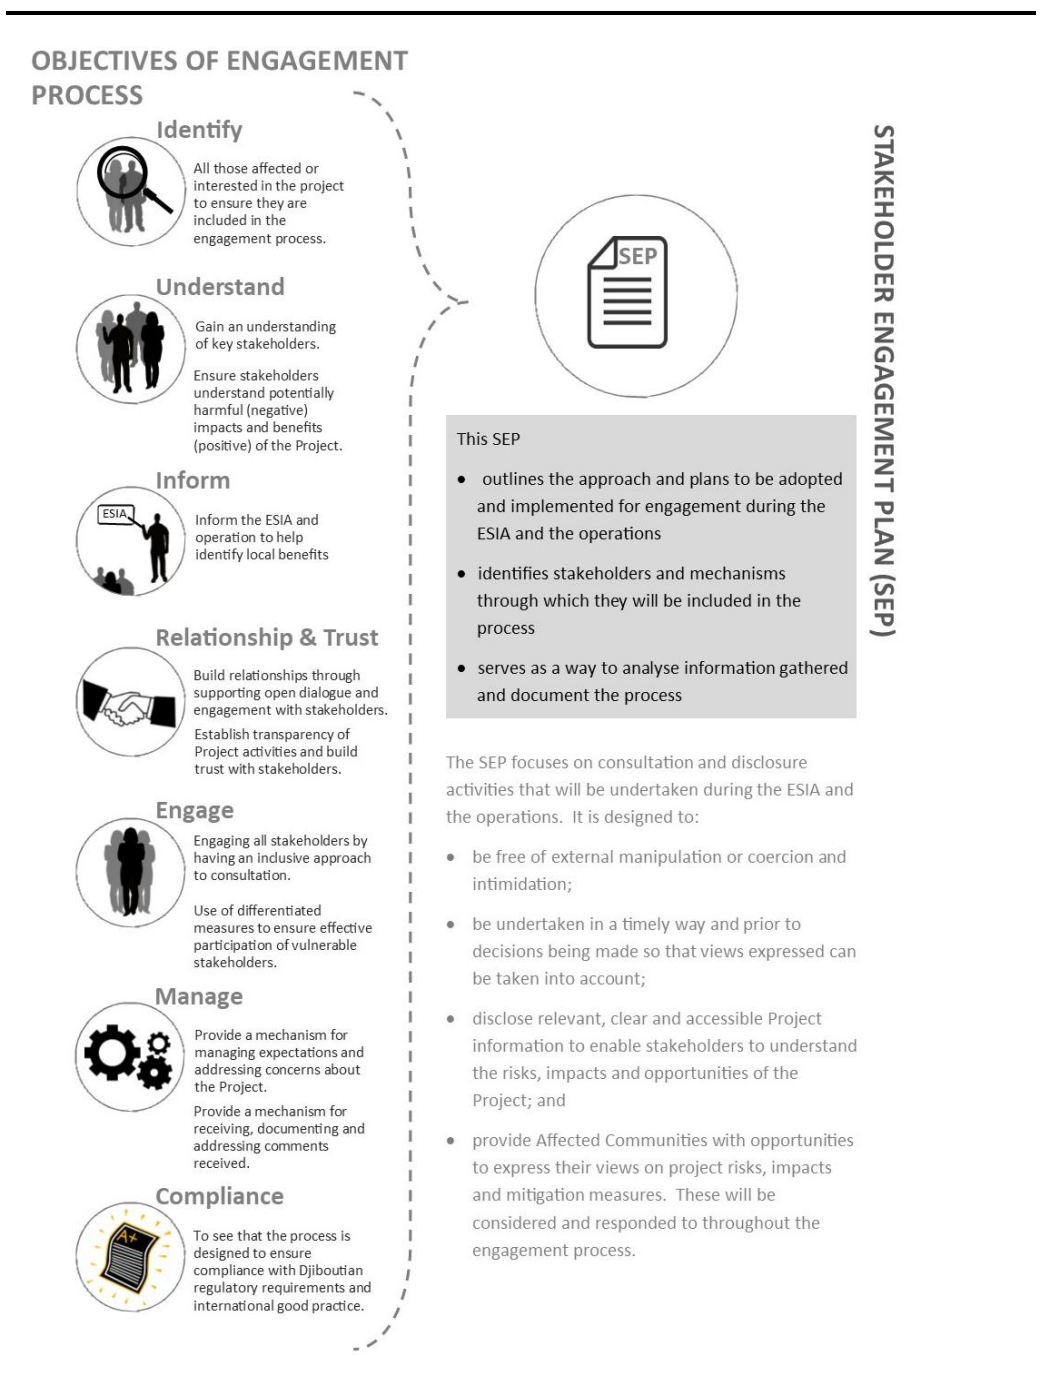 OBJECTIVES OF ENGAGEMENT
PROCESS
Identify
All those affected or
interested in the project
to ensure they are
included in the
engagement process.
Understand
Gain an understanding
of key stakeholders.
Ensure stakeholders
understand potentially
harmful (negative)
impacts and benefits
(positive) of the Project.
Inform
ESIA
Inform the ESIA and
operation to help
identify local benefits
Relationship & Trust
Build relationships through
supporting open dialogue and
engagement with stakeholders.
Establish transparency of
Project activities and build
trust with stakeholders.
Engage
Engaging all stakeholders by
having an inclusive approach
to consultation.
Use of differentiated
measures to ensure effective
participation of vulnerable
stakeholders.
Manage
Provide a mechanism for
managing expectations and
addressing concerns about
the Project.
Provide a mechanism for
receiving, documenting and
addressing comments
received.
Compliance
A+
To see that the process is
designed to ensure
compliance with Djiboutian
regulatory requirements and
international good practice.
SEP
This SEP
• outlines the approach and plans to be adopted
and implemented for engagement during the
ESIA and the operations
• identifies stakeholders and mechanisms
through which they will be included in the
process
• serves as a way to analyse information gathered
and document the process
The SEP focuses on consultation and disclosure
activities that will be undertaken during the ESIA and
the operations.  It is designed to:
• be free of external manipulation or coercion and
intimidation;
• be undertaken in a timely way and prior to
decisions being made so that views expressed can
be taken into account;
• disclose relevant, clear and accessible Project
information to enable stakeholders to understand
the risks, impacts and opportunities of the
Project; and
• provide Affected Communities with opportunities
to express their views on project risks, impacts
and mitigation measures.  These will be
considered and responded to throughout the
engagement process.
STAKEHOLDER ENGAGEMENT PLAN (SEP)